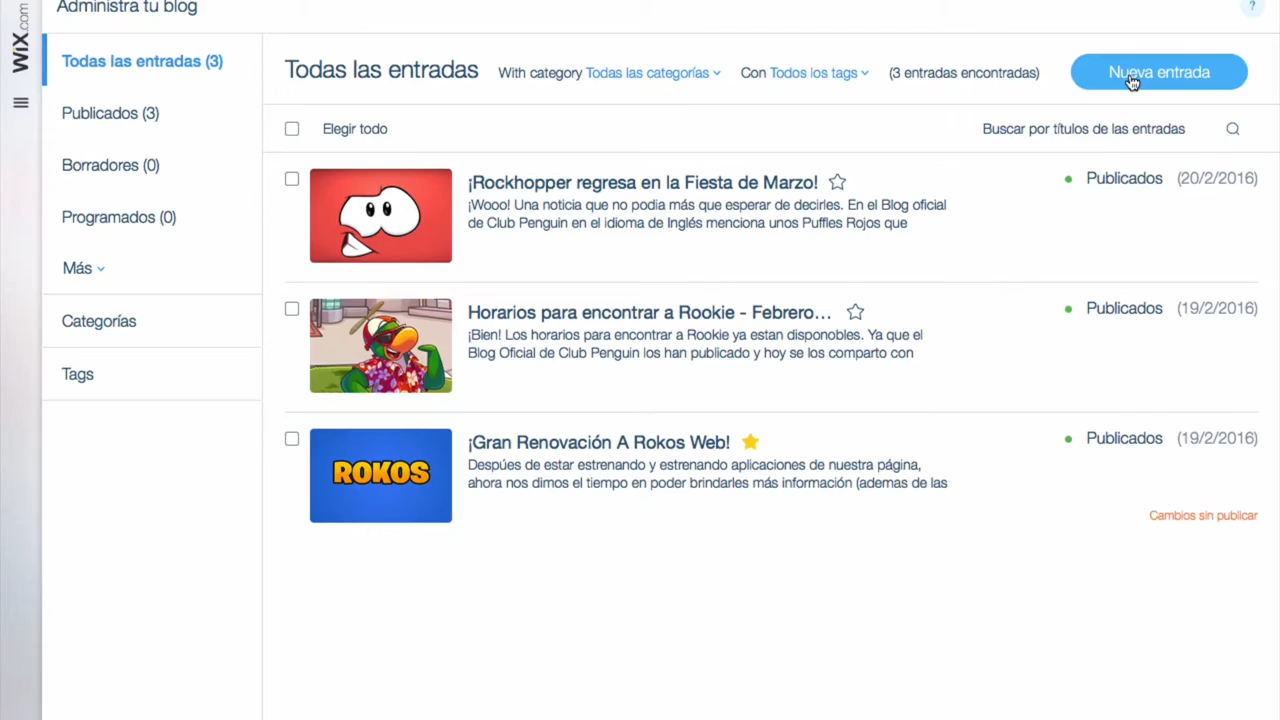 Administra tu blog
?
WiX.com
Todas las entradas (3)
Publicados (3)
Borradores (0)
Programados (0)
Más
Categorías
Tags
Todas las entradas With category Todas las categorías Con Todos los tags (3 entradas encontradas) Nueva entrada
Elegir todo Buscar por títulos de las entradas
¡Rockhopper regresa en la Fiesta de Marzo! Publicados (20/2/2016)
¡Wooo! Una noticia que no podia más que esperar de decirles. En el Blog oficial
de Club Penguin en el idioma de Inglés menciona unos Puffles Rojos que
Horarios para encontrar a Rookie - Febrero... Publicados (19/2/2016)
¡Bien! Los horarios para encontrar a Rookie ya estan disponobles. Ya que el
Blog Oficial de Club Penguin los han publicado y hoy se los comparto con
ROKOS
¡Gran Renovación A Rokos Web! Publicados (19/2/2016)
Despúes de estar estrenando y estrenando aplicaciones de nuestra página,
ahora nos dimos el tiempo en poder brindarles más información (ademas de las
Cambios sin publicar